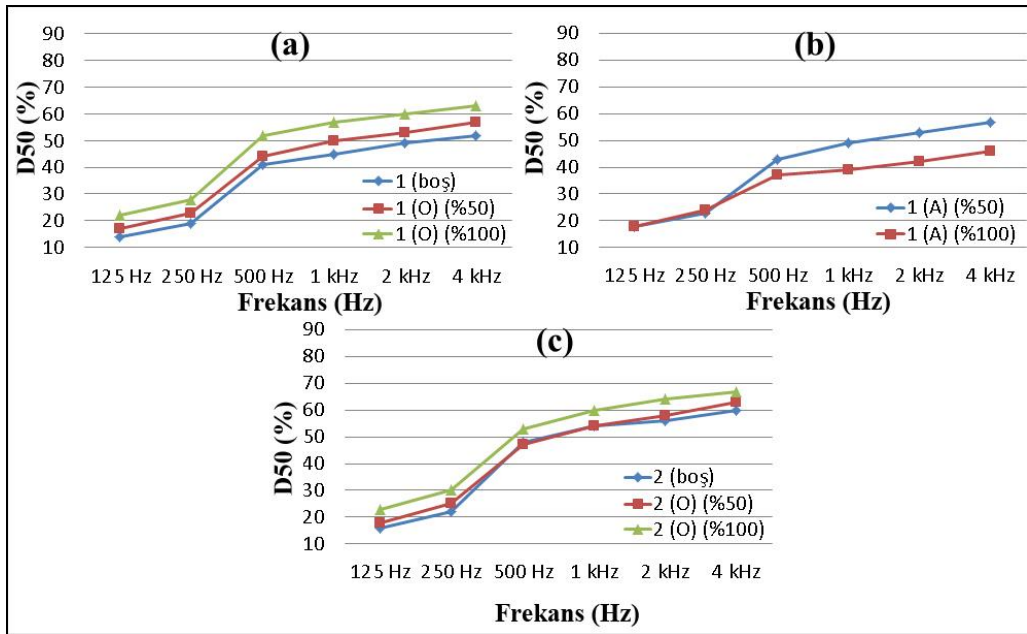 (a)
D50 (%)
90
80
70
60
50
40
30
20
10
1 (boş)
1 (O) (%50)
1 (O) (%100)
125 Hz 250 Hz 500 Hz 1 kHz 2 kHz 4 kHz
Frekans (Hz)
(b)
D50 (%)
90
80
70
60
50
40
30
20
10
1 (A) (%50)
1 (A) (%100)
125 Hz 250 Hz 500 Hz 1 kHz 2 kHz 4 kHz
Frekans (Hz)
(c)
D50 (%)
90
80
70
60
50
40
30
20
10
2 (boş)
2 (O) (%50)
2 (O) (%100)
125 Hz 250 Hz 500 Hz 1 kHz 2 kHz 4 kHz
Frekans (Hz)